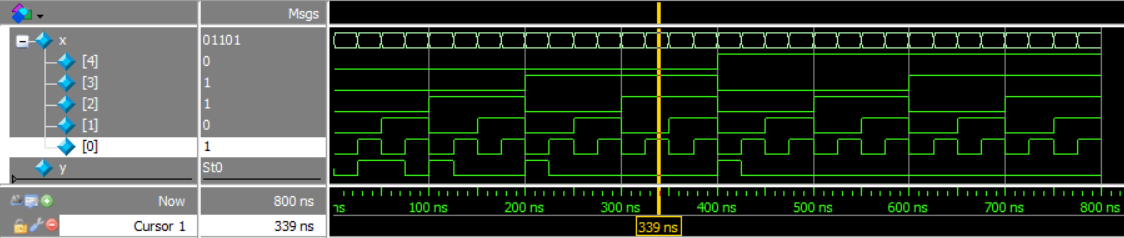 Msgs
x 01101
[4] 0
[3] 1
[2] 1
[1] 0
[0] 1
y St0
Now 800 ns
ns 100 ns 200 ns 300 ns 400 ns 500 ns 600 ns 700 ns 800 ns
Cursor 1 339 ns 339 ns